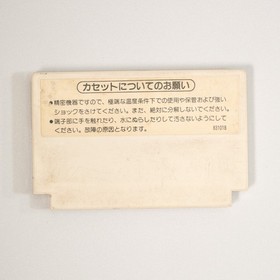 カセットについてのお願い
●精密機器ですので、極端な温度条件下での使用や保管および強い
ショックをさけてください。また、絶対に分解しないでください。
●端子部に手を触れたり、水にぬらしたりして汚さないようにして
ください。故障の原因となります。